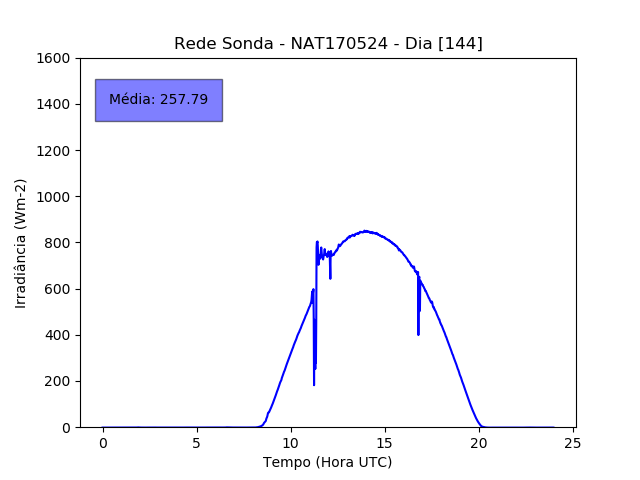 Rede Sonda - NAT170524 - Dia [144]
1600
1400
1200
1000
800
600
400
200
0
Média: 257.79
Irradiância (Wm-2)
0 5 10 15 20 25
Tempo (Hora UTC)